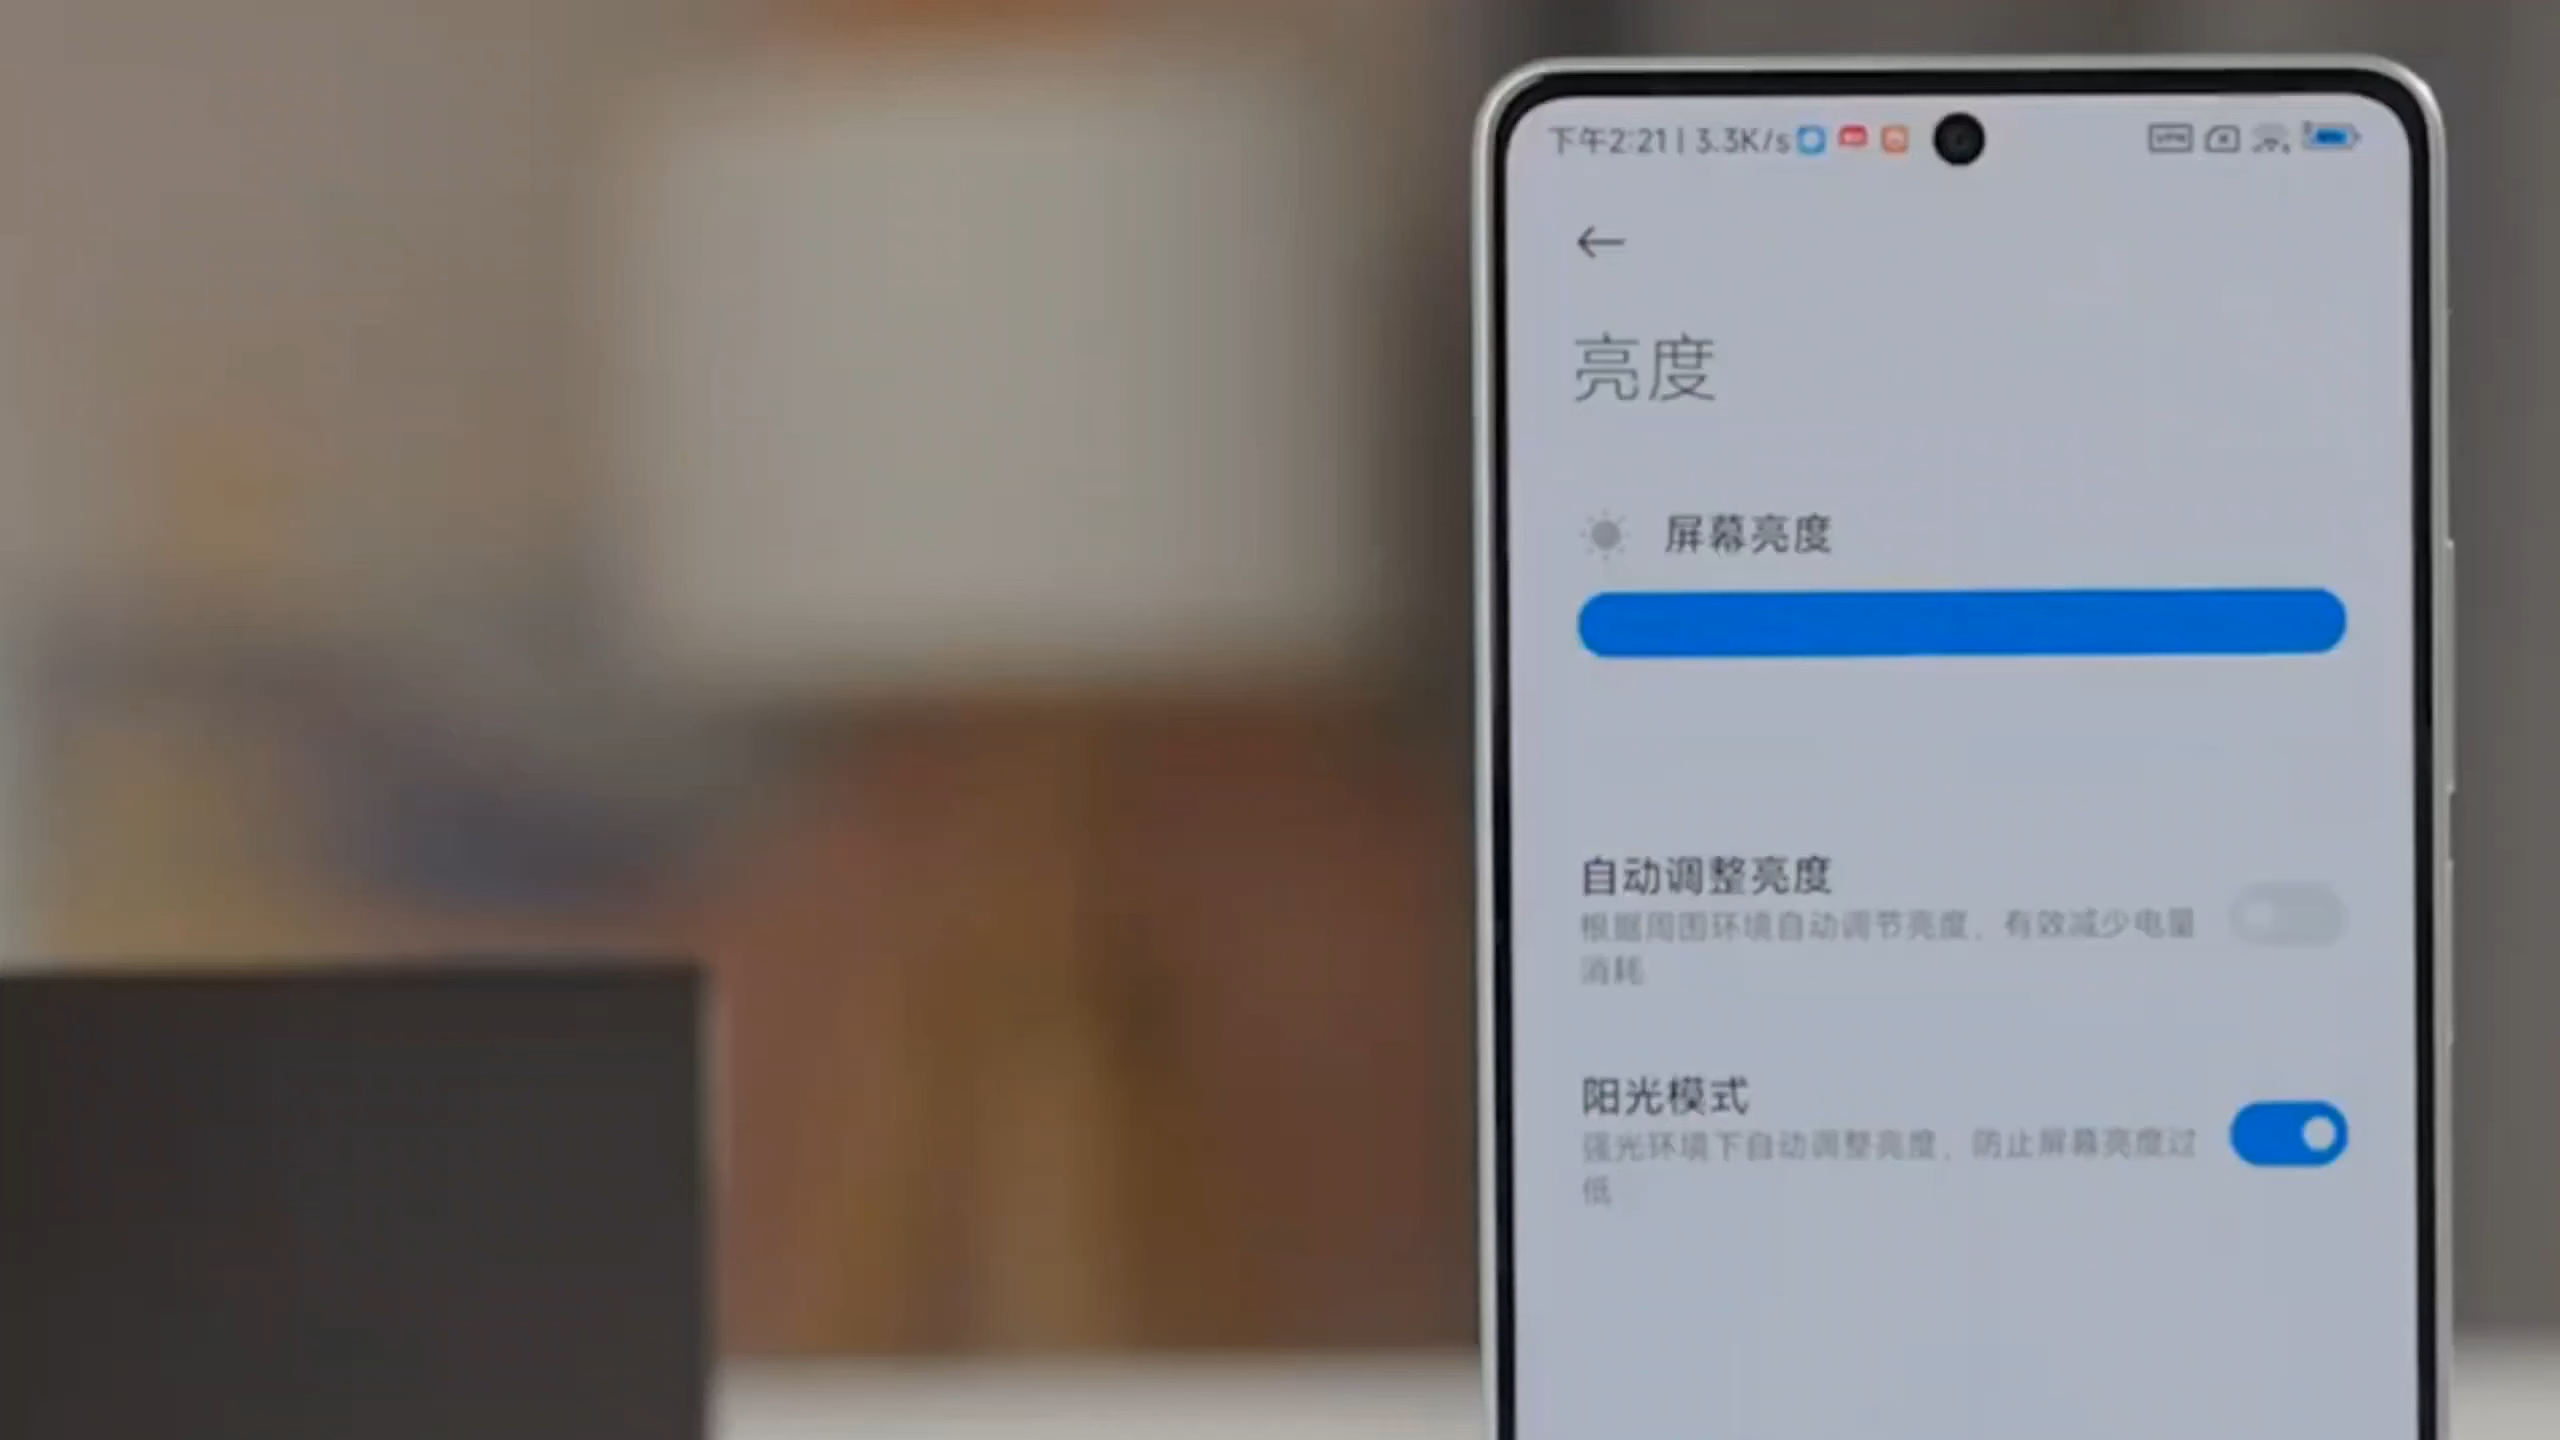 下午2:21 | 3.3K/s
亮度
屏幕亮度
自动调整亮度
根据周围环境自动调节亮度，有效减少电量
消耗
阳光模式
强光环境下自动调整亮度，防止屏幕亮度过
低